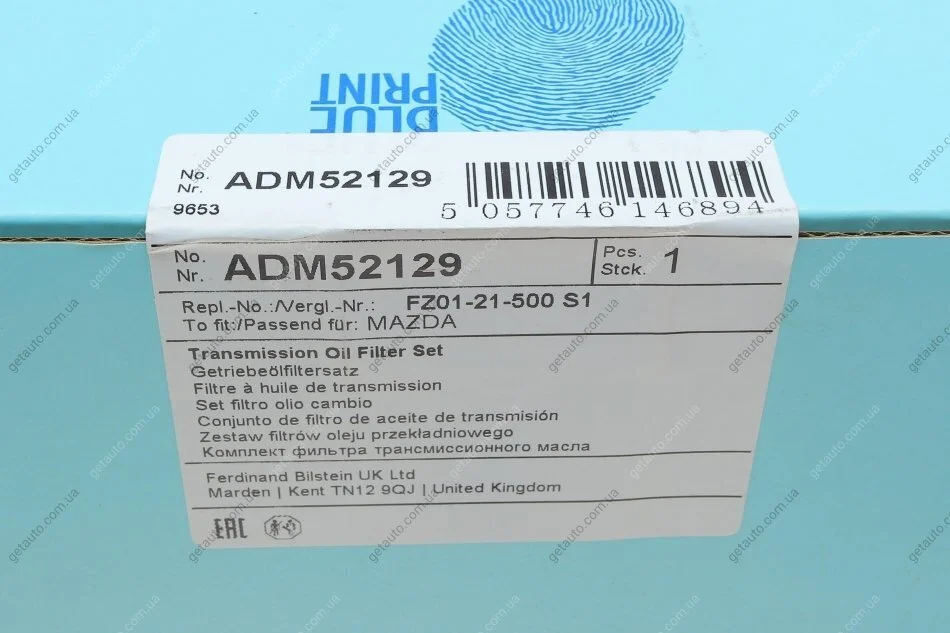 BLUE
PRINT
No.
Nr. ADM52129
9653
5 057746 146894
No.
Nr. ADM52129
Pcs.
Stck. 1
Repl.-No.:/Vergl.-Nr.: FZ01-21-500 S1
To fit:/Passend für: MAZDA
Transmission Oil Filter Set
Getriebeölfiltersatz
Filtre à huile de transmission
Set filtro olio cambio
Conjunto de filtro de aceite de transmisión
Zestaw filtrów oleju przekładniowego
Комплект фильтра трансмиссионного масла
Ferdinand Bilstein UK Ltd
Marden | Kent TN12 9QJ | United Kingdom
EAC
getauto.com.ua